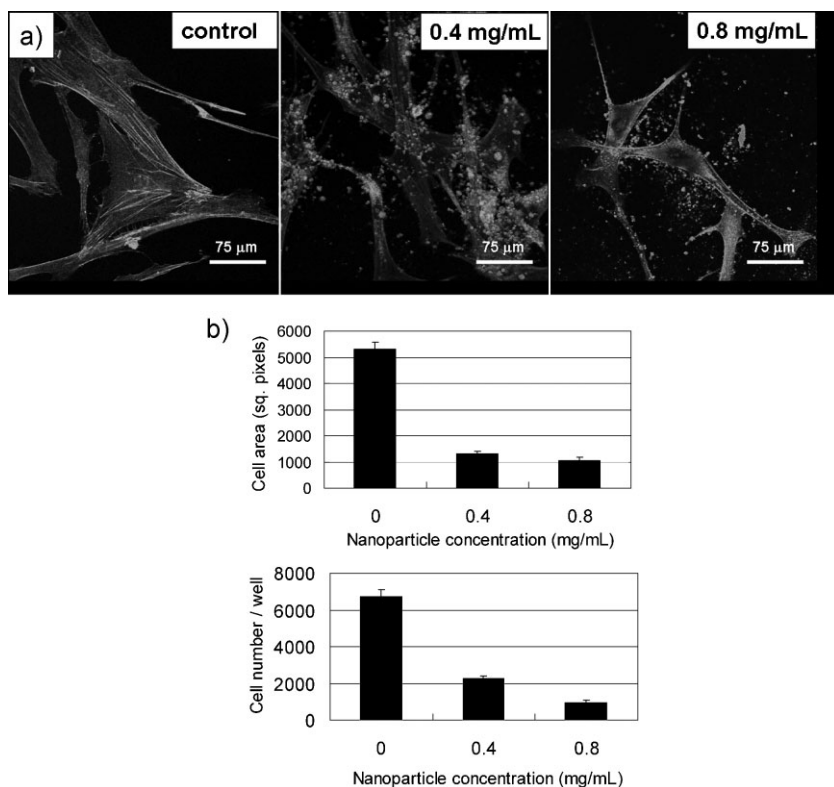 a)
control
0.4 mg/mL
0.8 mg/mL
75 μm
75 μm
75 μm
b)
Cell area (sq. pixels)
6000
5000
4000
3000
2000
1000
0
0 0.4 0.8
Nanoparticle concentration (mg/mL)
Cell number / well
8000
6000
4000
2000
0
0 0.4 0.8
Nanoparticle concentration (mg/mL)